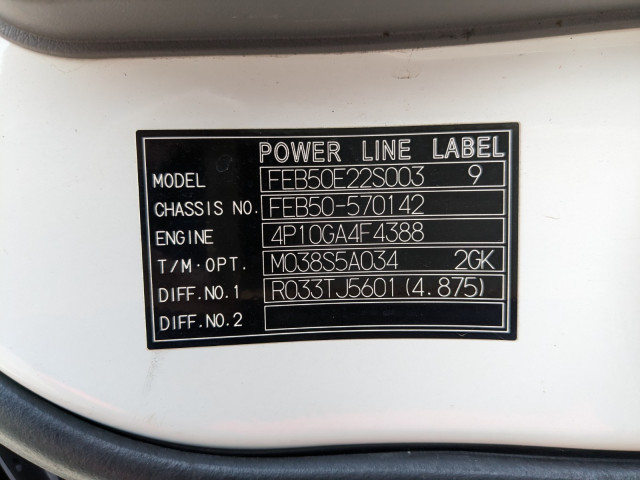 POWER LINE LABEL
MODEL FEB50E22S003 9
CHASSIS NO. FEB50-570142
ENGINE 4P10GA4F4388
T/M·OPT. M038S5A034 2GK
DIFF.NO.1 R033TJ5601(4.875)
DIFF.NO.2